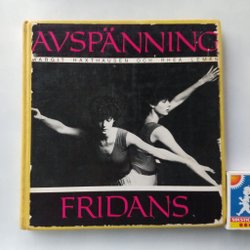 AVSPÄNNING
MARGIT HAXTHAUSEN OCH RHEA LEMAN
FRIDANS